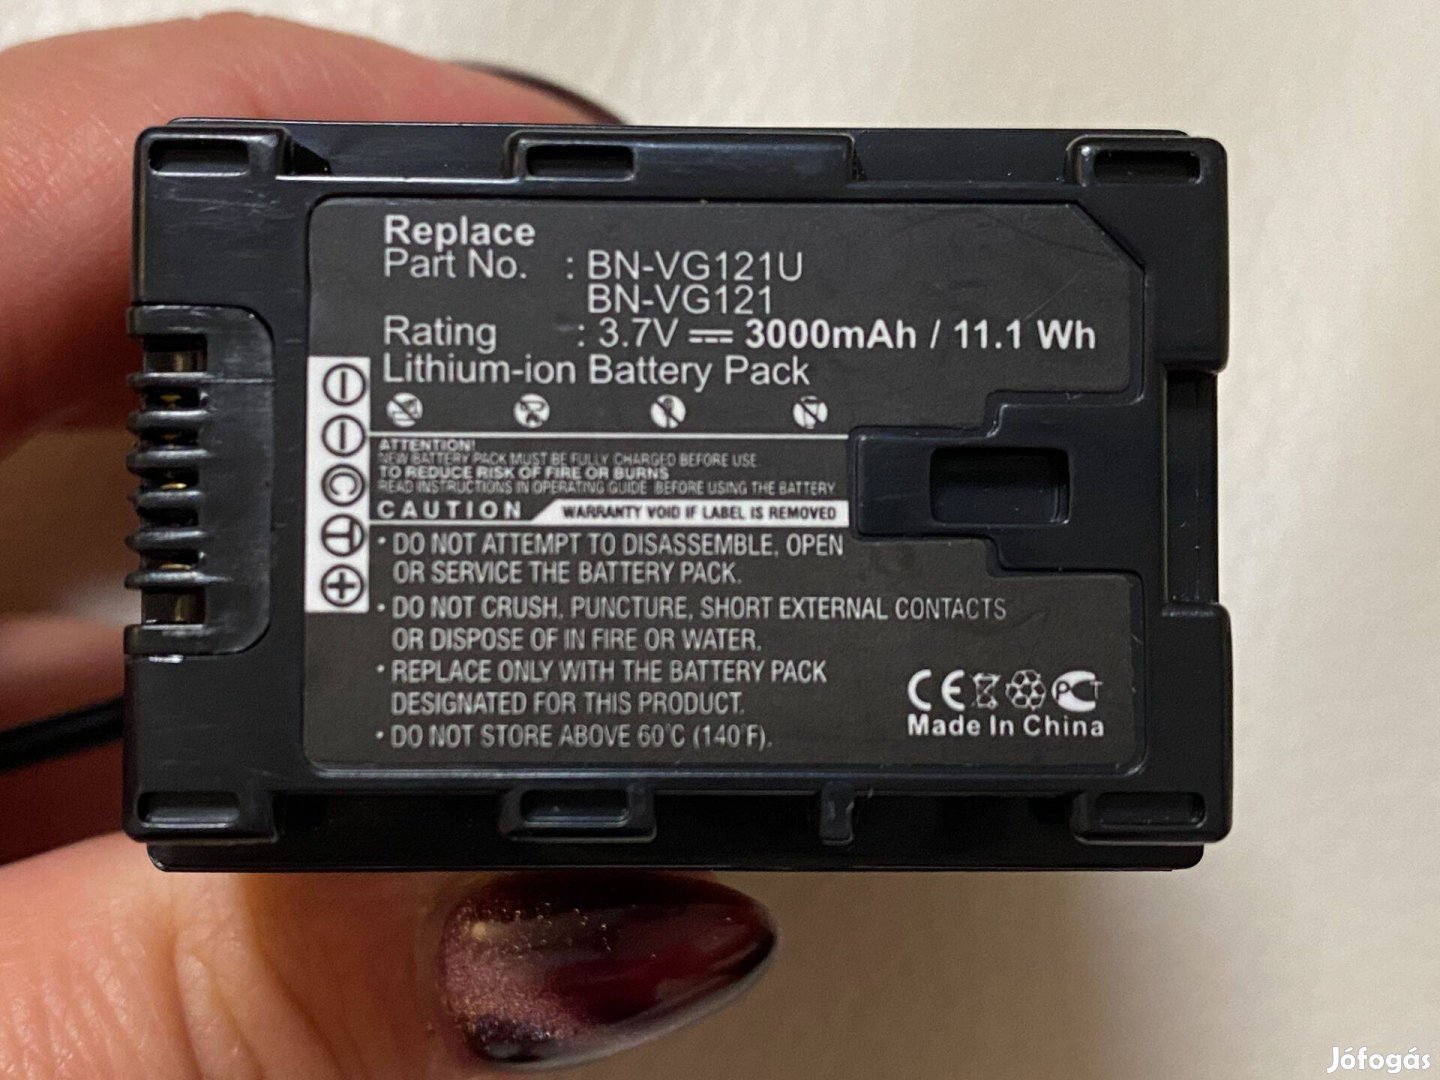 Replace
Part No. : BN-VG121U
BN-VG121
Rating : 3.7V 3000mAh / 11.1 Wh
Lithium-ion Battery Pack
ATTENTION!
NEW BATTERY PACK MUST BE FULLY CHARGED BEFORE USE
TO REDUCE RISK OF FIRE OR BURNS
READ INSTRUCTIONS IN OPERATING GUIDE BEFORE USING THE BATTERY
CAUTION WARRANTY VOID IF LABEL IS REMOVED
• DO NOT ATTEMPT TO DISASSEMBLE, OPEN
OR SERVICE THE BATTERY PACK.
• DO NOT CRUSH, PUNCTURE, SHORT EXTERNAL CONTACTS
OR DISPOSE OF IN FIRE OR WATER.
• REPLACE ONLY WITH THE BATTERY PACK
DESIGNATED FOR THIS PRODUCT.
• DO NOT STORE ABOVE 60°C (140°F).
C T
CE PCT
Made In China
Jófogás